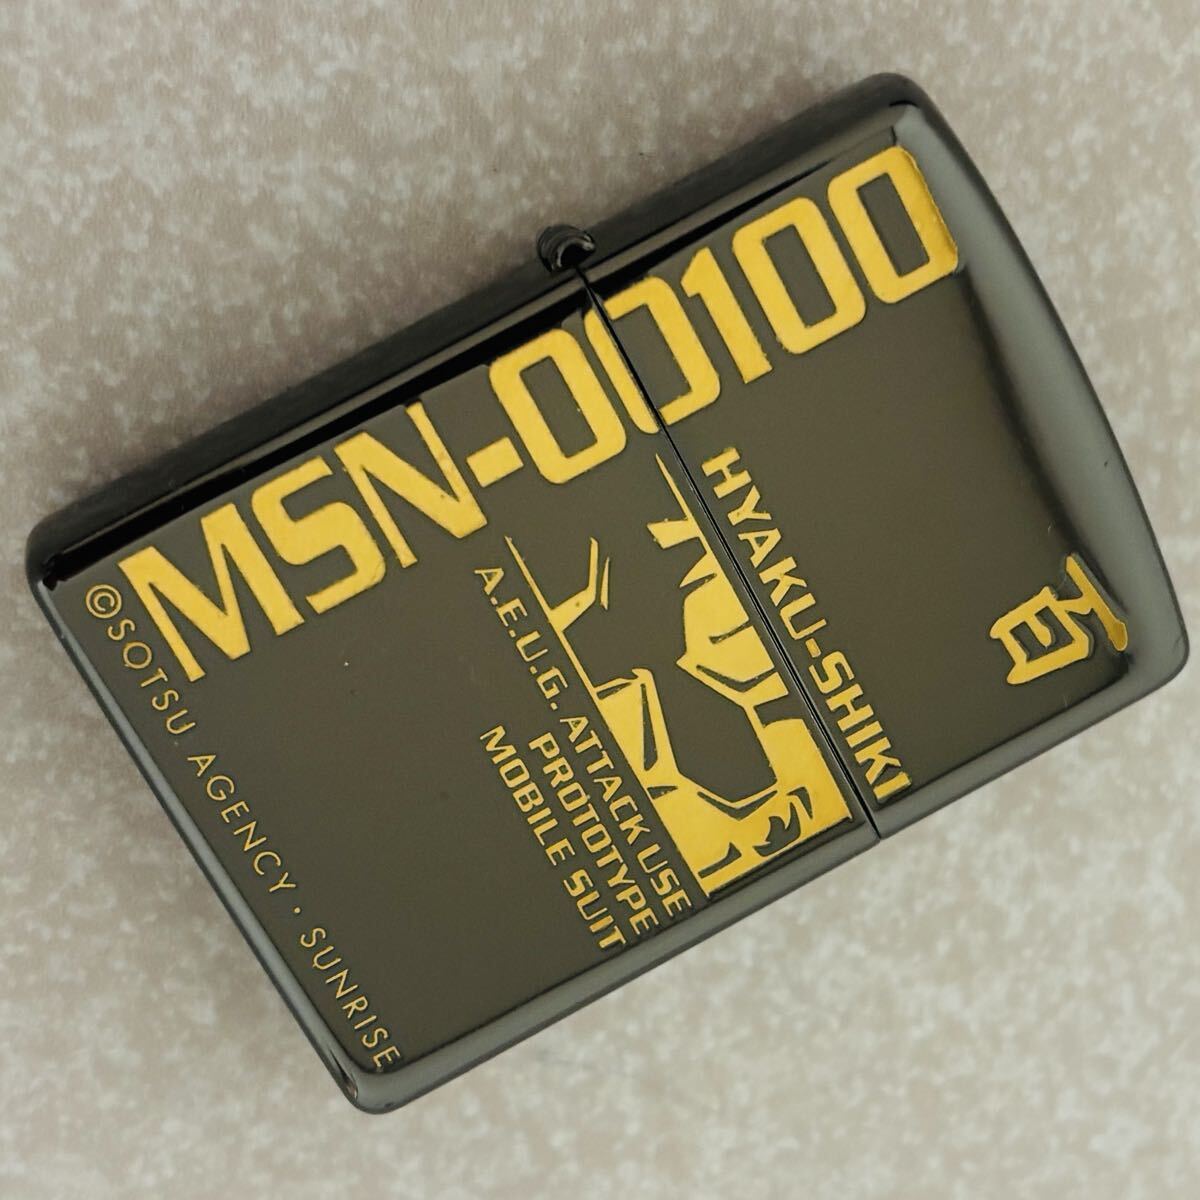 MSN-00100
HYAKU-SHIKI
百
A.E.U.G. ATTACK USE
PROTOTYPE
MOBILE SUIT
©SOTSU AGENCY・SUNRISE